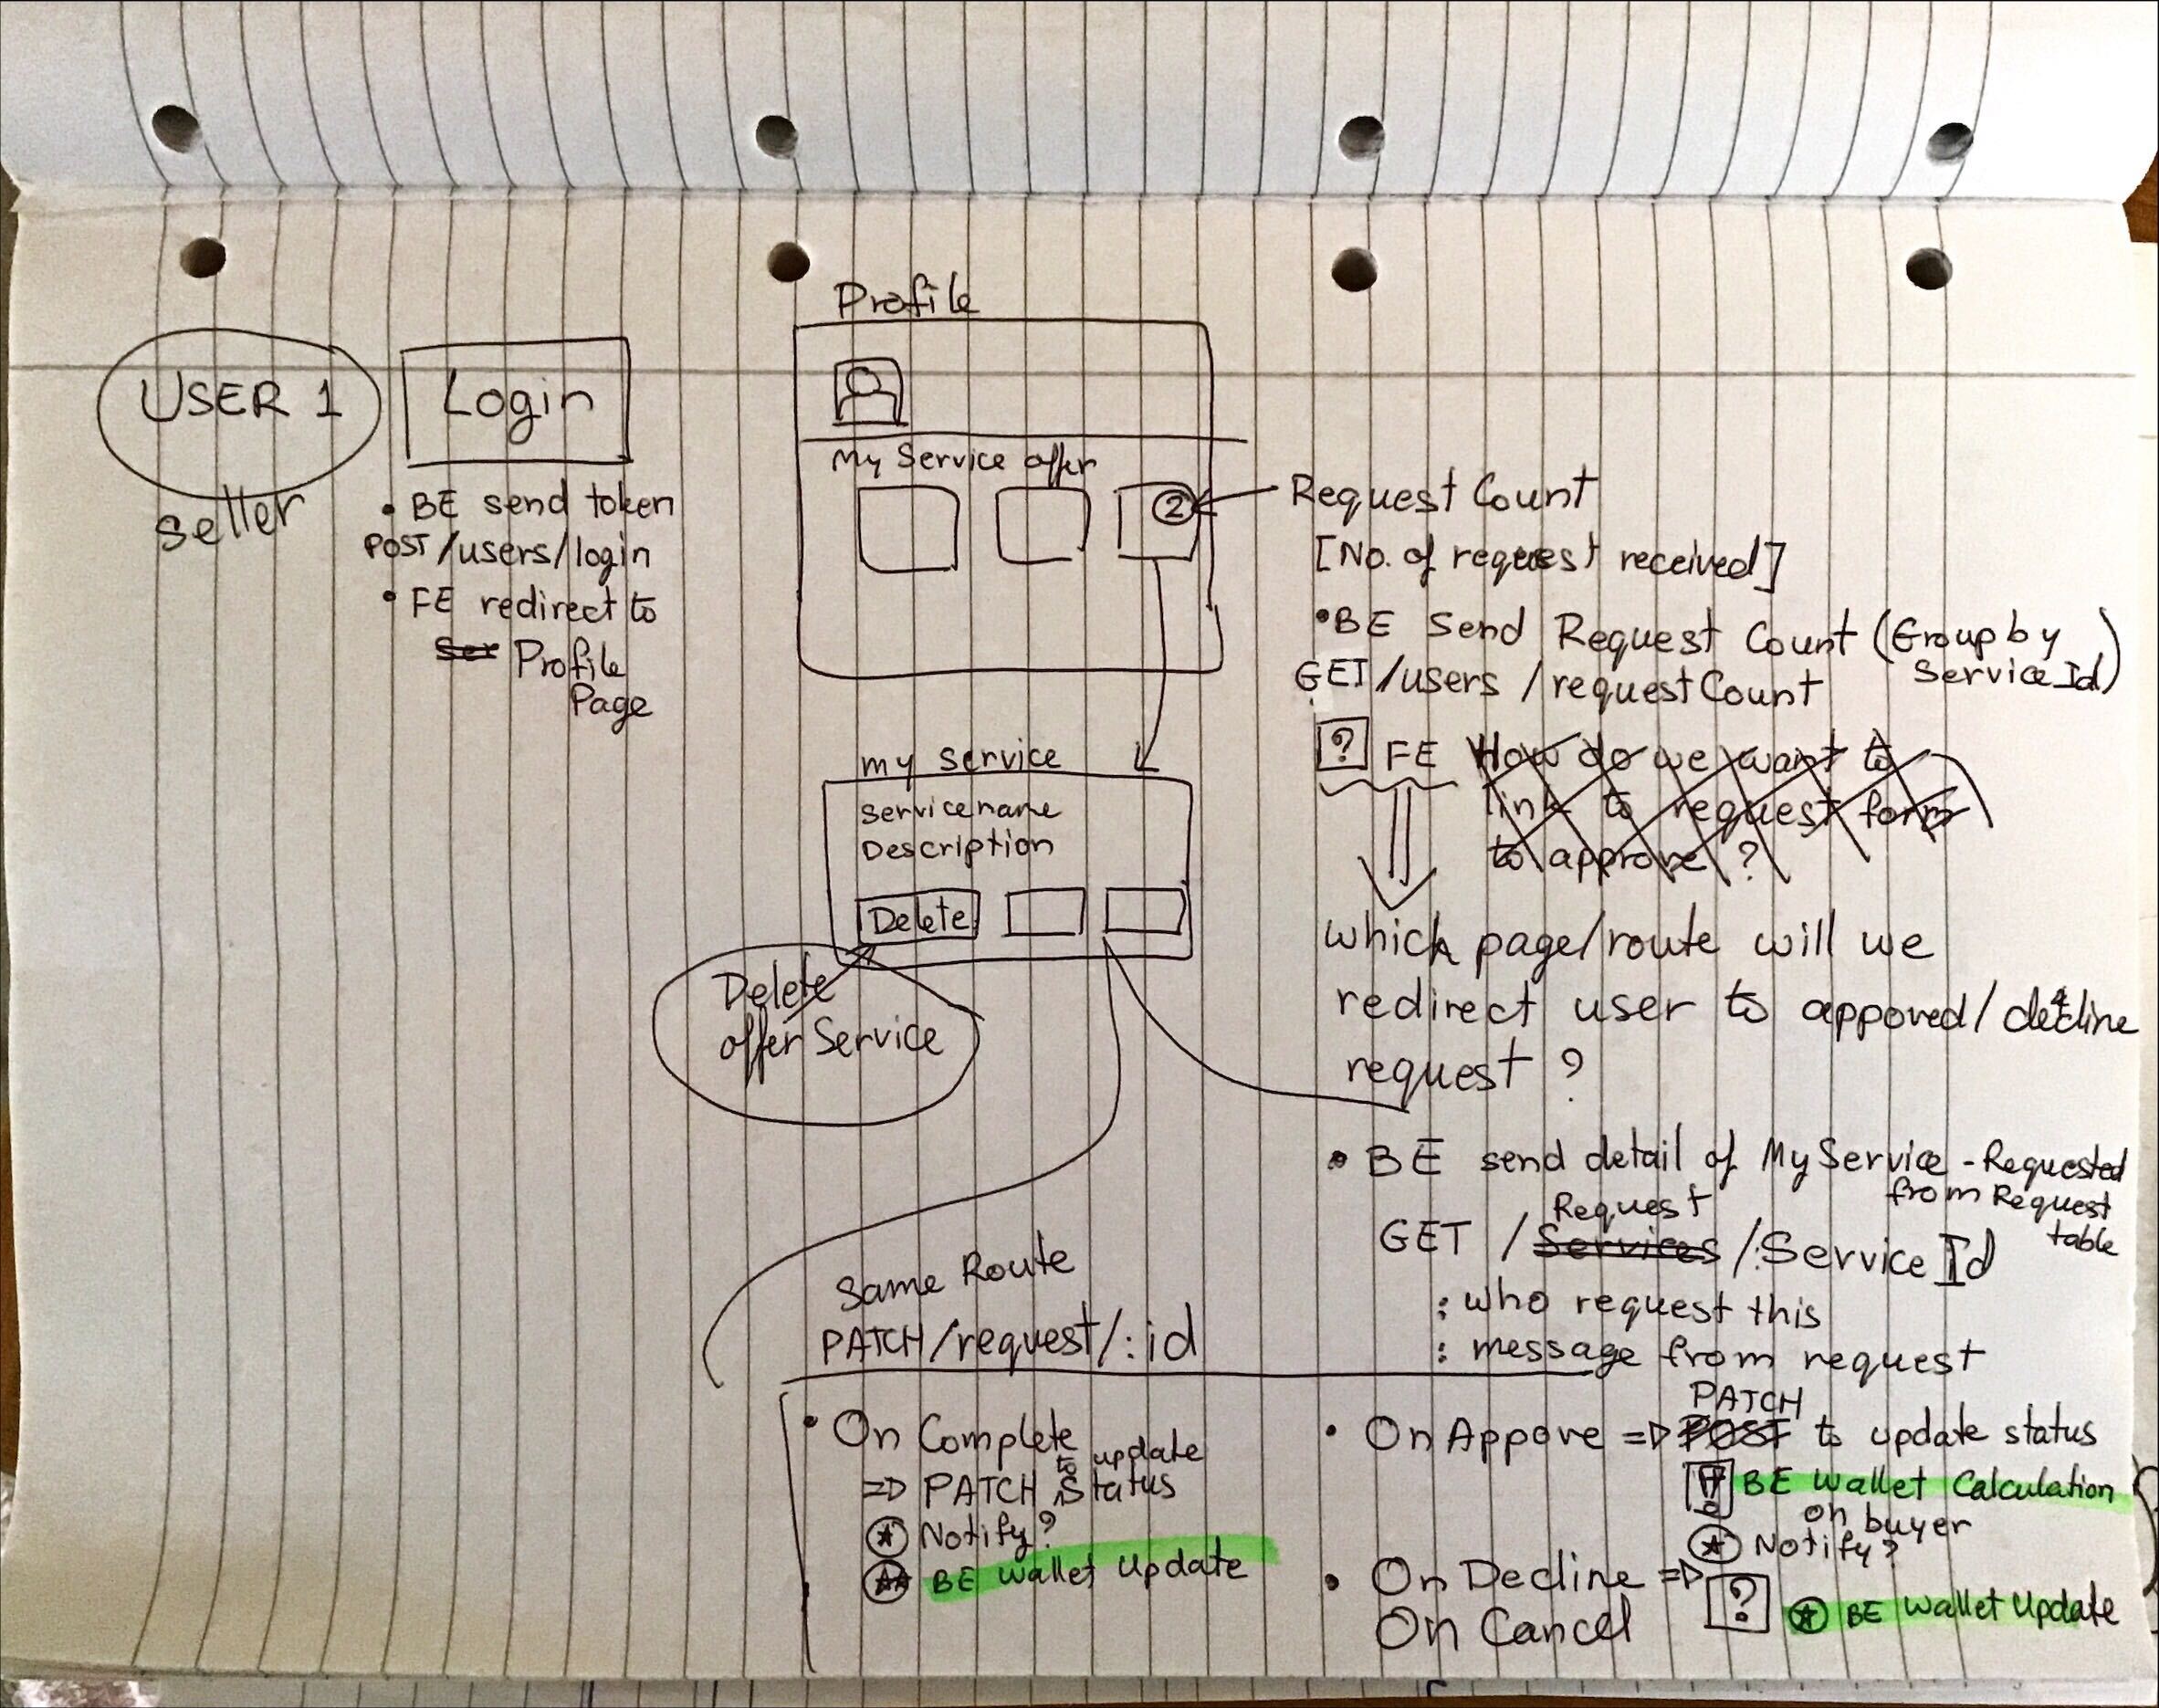 USER 1
seller
Login
• BE send token
POST /users/login
• FE redirect to
Ser Profile
Page
Profile
My Service offer
2
my service
service name
Description
Delete
Delete
offer Service
Request Count
[No. of request received]
• BE Send Request Count (Group by
Service Id)
GET /users /requestCount
? FE How do we want to
link to request form
to approve ?
which page/route will we
redirect user to appoved/decline
request ?
• BE send detail of My Service - Requested
from Request
table
Request
GET /Services /:Service Id
: who request this
: message from request
Same Route
PATCH /request/:id
• On Complete
=> PATCH to update
Status
Notify?
BE wallet update
PATCH
• On Appove => POST to update status
BE wallet Calculation
on buyer
Notify?
• On Decline =>
On Cancel
? BE wallet Update